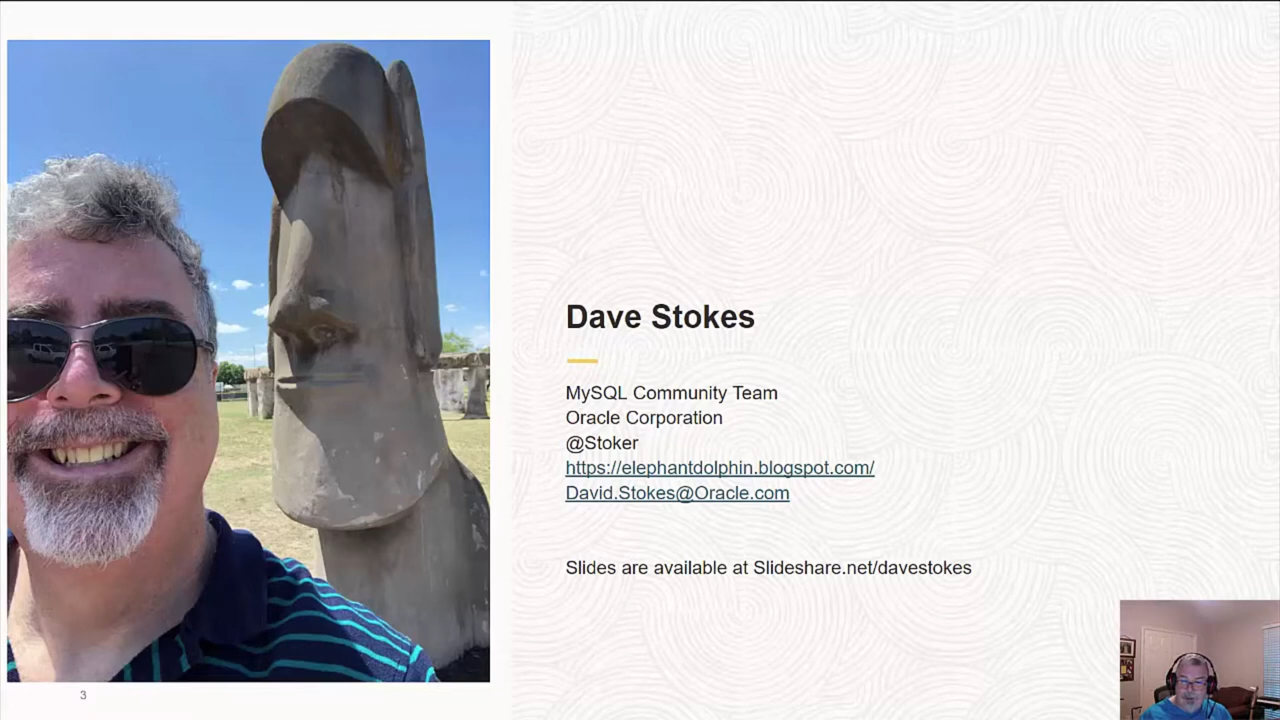 Dave Stokes
MySQL Community Team
Oracle Corporation
@Stoker
https://elephantdolphin.blogspot.com/
David.Stokes@Oracle.com
Slides are available at Slideshare.net/davestokes
3